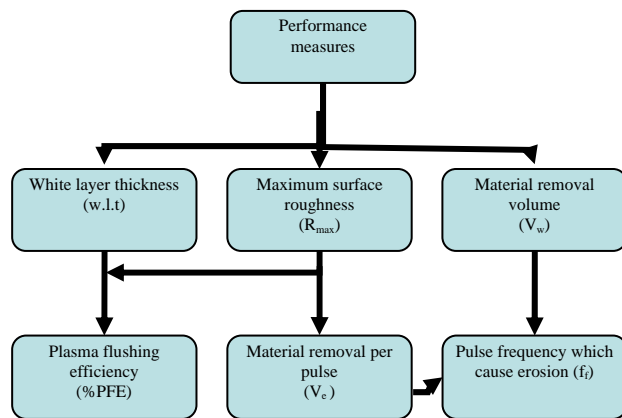 Performance
measures
White layer thickness
(w.l.t)
Maximum surface
roughness
(Rmax)
Material removal
volume
(Vw)
Plasma flushing
efficiency
(%PFE)
Material removal per
pulse
(Ve )
Pulse frequency which
cause erosion (ff)